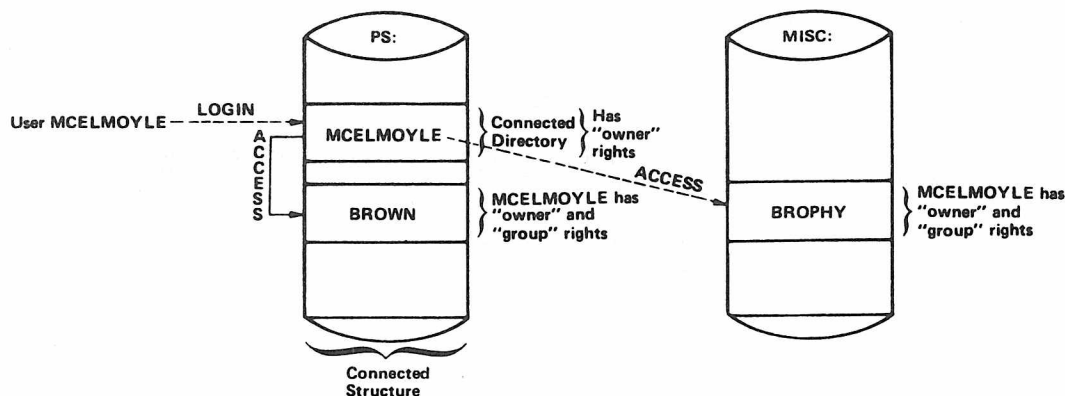 PS:
MISC:
User MCELMOYLE
LOGIN
ACCESS
MCELMOYLE
Connected
Directory
Has
"owner"
rights
ACCESS
BROWN
MCELMOYLE has
"owner" and
"group" rights
BROPHY
MCELMOYLE has
"owner" and
"group" rights
Connected
Structure